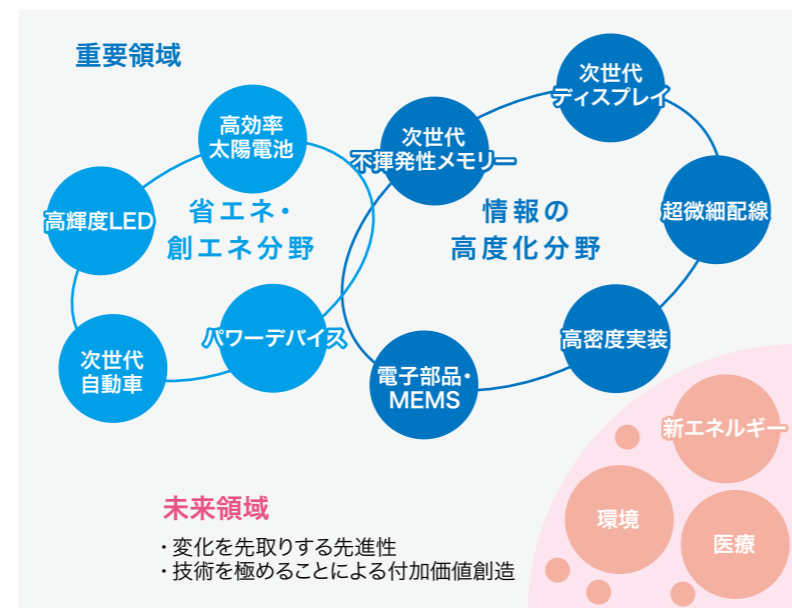 重要領域
高効率
太陽電池
高輝度LED
省エネ・
創エネ分野
次世代
自動車
パワーデバイス
次世代
不揮発性メモリー
次世代
ディスプレイ
情報の
高度化分野
超微細配線
高密度実装
電子部品・
MEMS
未来領域
・変化を先取りする先進性
・技術を極めることによる付加価値創造
新エネルギー
環境
医療